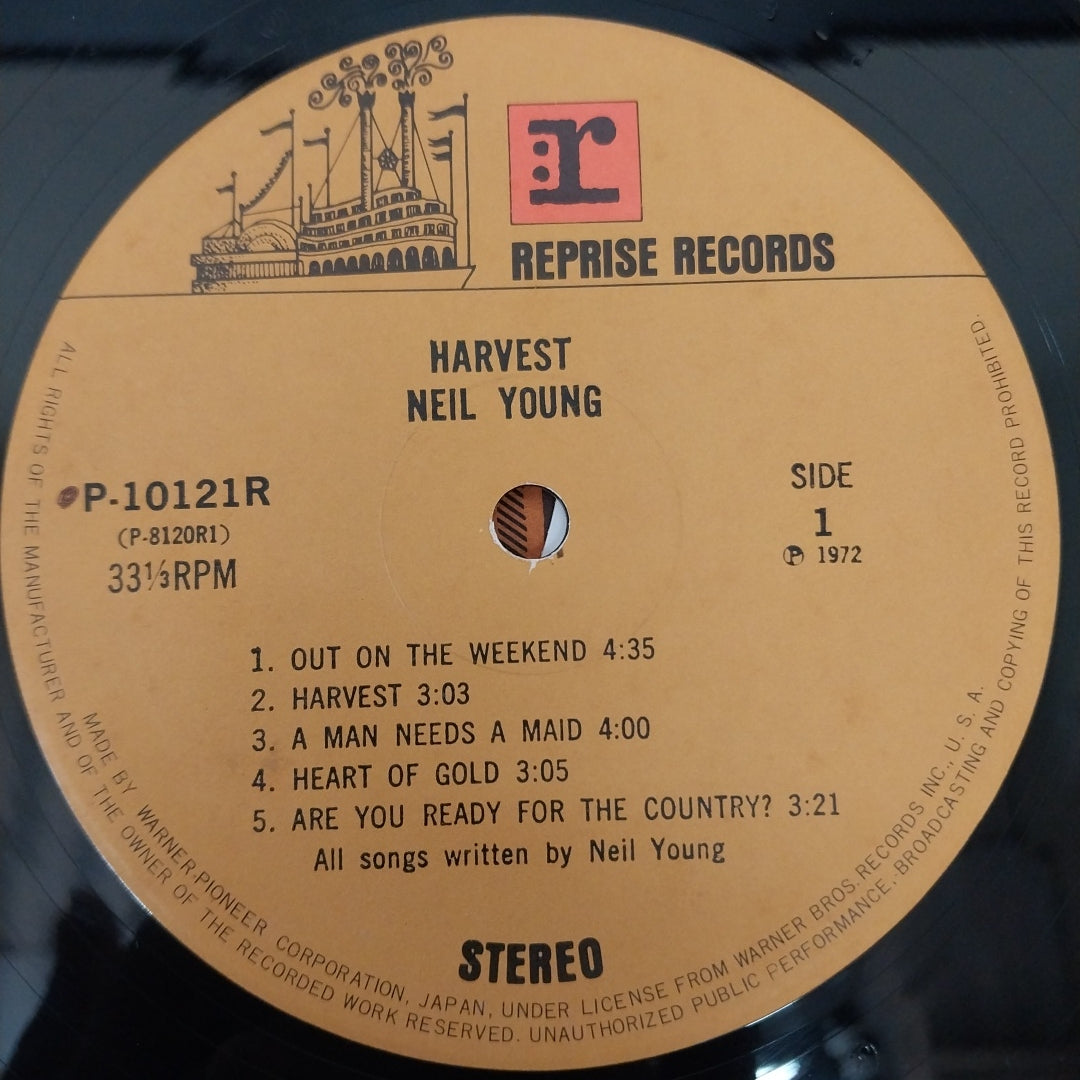 r:
REPRISE RECORDS
HARVEST
NEIL YOUNG
P-10121R
(P-8120R1)
33⅓RPM
SIDE
1
Ⓟ 1972
1. OUT ON THE WEEKEND 4:35
2. HARVEST 3:03
3. A MAN NEEDS A MAID 4:00
4. HEART OF GOLD 3:05
5. ARE YOU READY FOR THE COUNTRY? 3:21
All songs written by Neil Young
STEREO
MADE BY WARNER-PIONEER CORPORATION, JAPAN, UNDER LICENSE FROM WARNER BROS. RECORDS INC., U. S. A.
ALL RIGHTS OF THE MANUFACTURER AND OF THE OWNER OF THE RECORDED WORK RESERVED. UNAUTHORIZED PUBLIC PERFORMANCE, BROADCASTING AND COPYING OF THIS RECORD PROHIBITED.